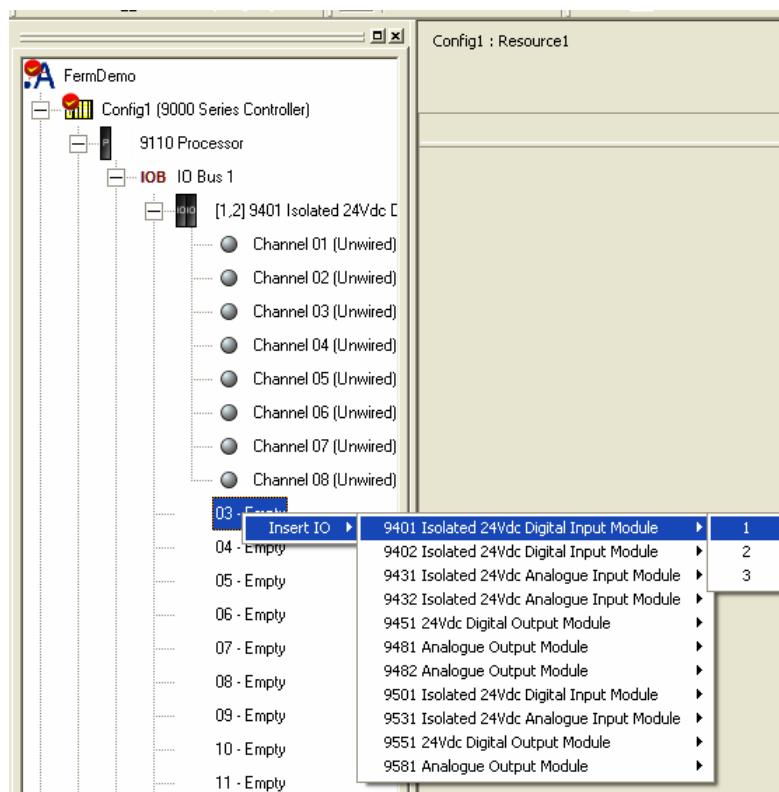 Config1 : Resource1
FermDemo
Config1 (9000 Series Controller)
P
9110 Processor
IOB IO Bus 1
IOIO
[1,2] 9401 Isolated 24Vdc D
Channel 01 (Unwired)
Channel 02 (Unwired)
Channel 03 (Unwired)
Channel 04 (Unwired)
Channel 05 (Unwired)
Channel 06 (Unwired)
Channel 07 (Unwired)
Channel 08 (Unwired)
03 - Empty
04 - Empty
05 - Empty
06 - Empty
07 - Empty
08 - Empty
09 - Empty
10 - Empty
11 - Empty
Insert IO
9401 Isolated 24Vdc Digital Input Module
9402 Isolated 24Vdc Digital Input Module
9431 Isolated 24Vdc Analogue Input Module
9432 Isolated 24Vdc Analogue Input Module
9451 24Vdc Digital Output Module
9481 Analogue Output Module
9482 Analogue Output Module
9501 Isolated 24Vdc Digital Input Module
9531 Isolated 24Vdc Analogue Input Module
9551 24Vdc Digital Output Module
9581 Analogue Output Module
1
2
3